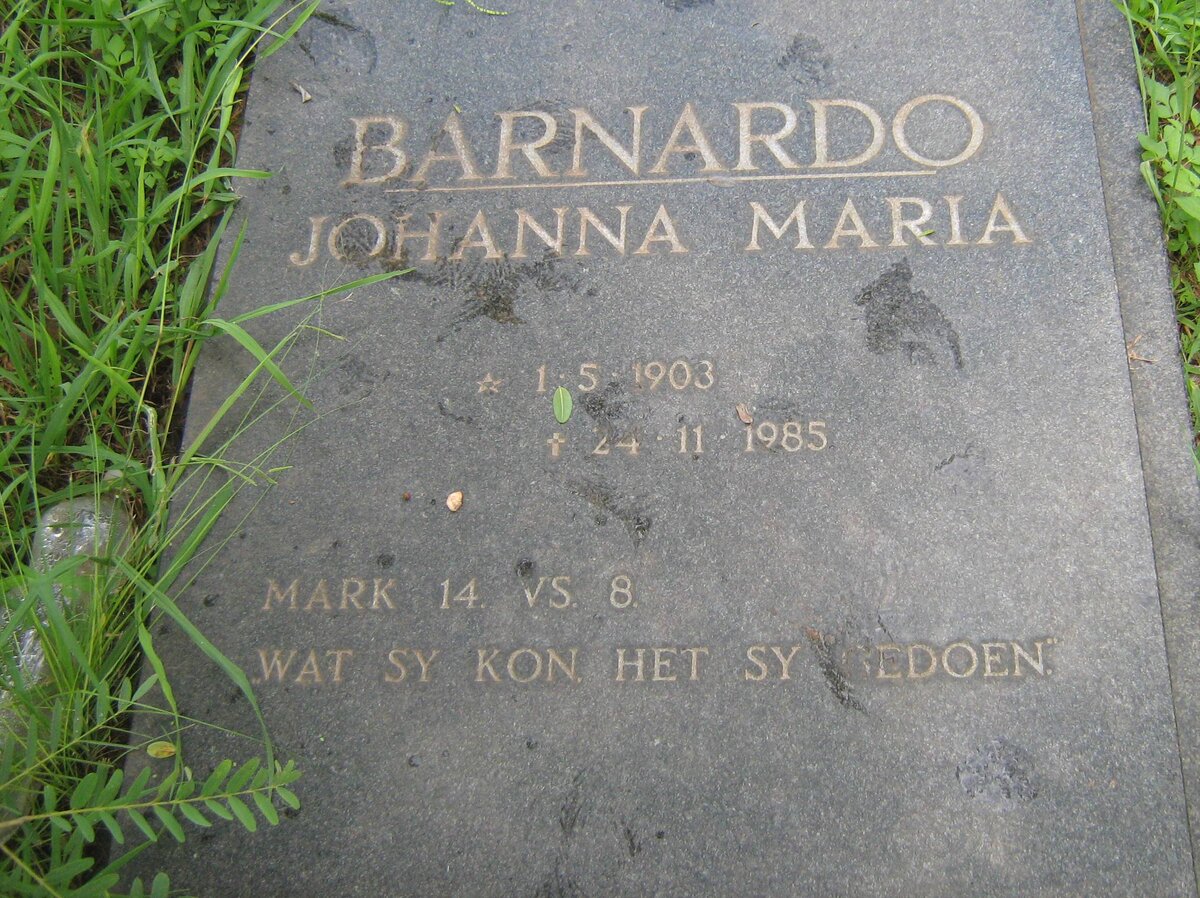 BARNARDO
JOHANNA MARIA
☆ 1·5·1903
✝ 24·11·1985
MARK 14. VS. 8.
„WAT SY KON, HET SY GEDOEN.”